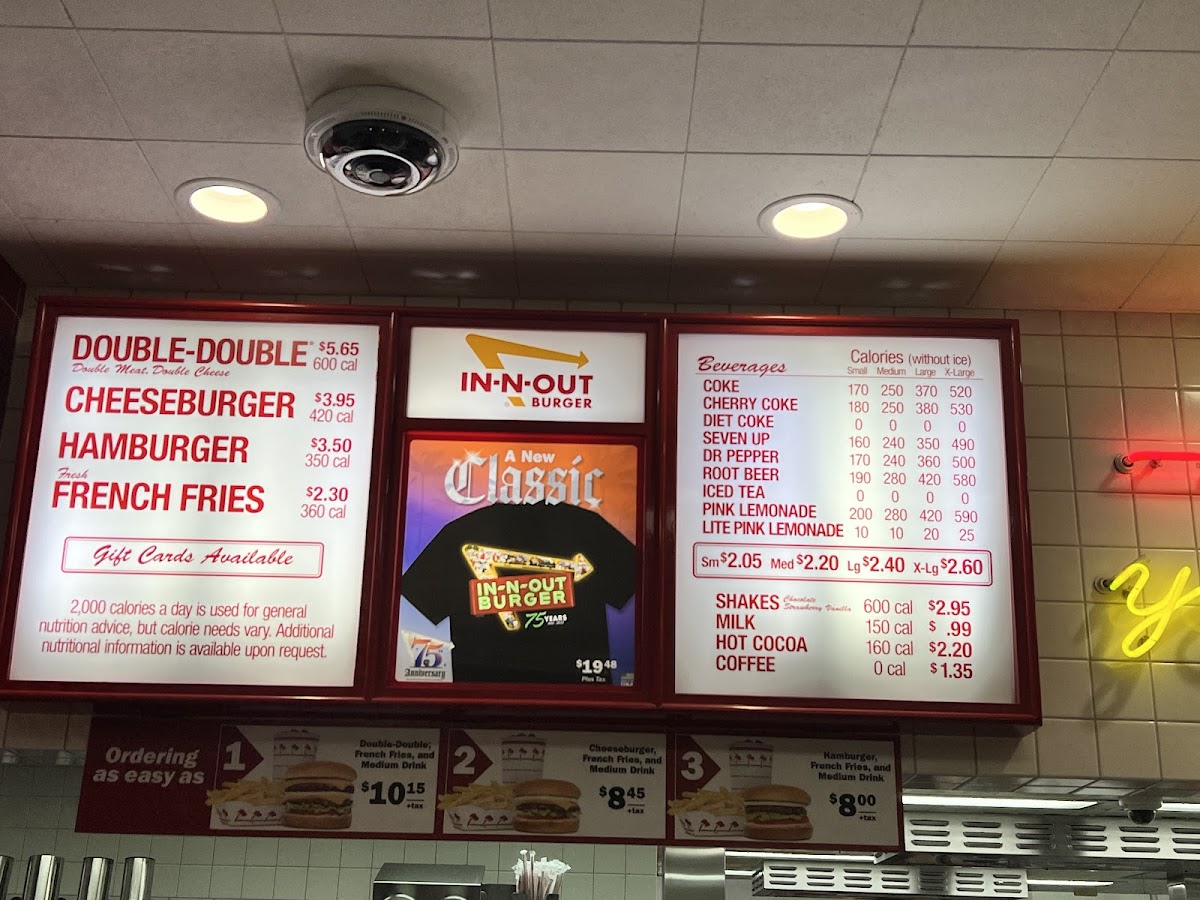 DOUBLE-DOUBLE® $5.65
Double Meat. Double Cheese 600 cal
CHEESEBURGER $3.95
420 cal
HAMBURGER $3.50
350 cal
Fresh
FRENCH FRIES $2.30
360 cal
Gift Cards Available
2,000 calories a day is used for general
nutrition advice, but calorie needs vary. Additional
nutritional information is available upon request.
IN-N-OUT
BURGER
A New
Classic
IN-N-OUT
BURGER
75 YEARS
75th
Anniversary
$19.48
Plus Tax
Beverages Calories (without ice)
Small Medium Large X-Large
COKE 170 250 370 520
CHERRY COKE 180 250 380 530
DIET COKE 0 0 0 0
SEVEN UP 160 240 350 490
DR PEPPER 170 240 360 500
ROOT BEER 190 280 420 580
ICED TEA 0 0 0 0
PINK LEMONADE 200 280 420 590
LITE PINK LEMONADE 10 10 20 25
Sm $2.05 Med $2.20 Lg $2.40 X-Lg $2.60
SHAKES Chocolate Strawberry Vanilla 600 cal $2.95
MILK 150 cal $ .99
HOT COCOA 160 cal $2.20
COFFEE 0 cal $1.35
Ordering
as easy as
1
Double-Double,
French Fries, and
Medium Drink
$10.15
+tax
2
Cheeseburger,
French Fries, and
Medium Drink
$8.45
+tax
3
Hamburger,
French Fries, and
Medium Drink
$8.00
+tax